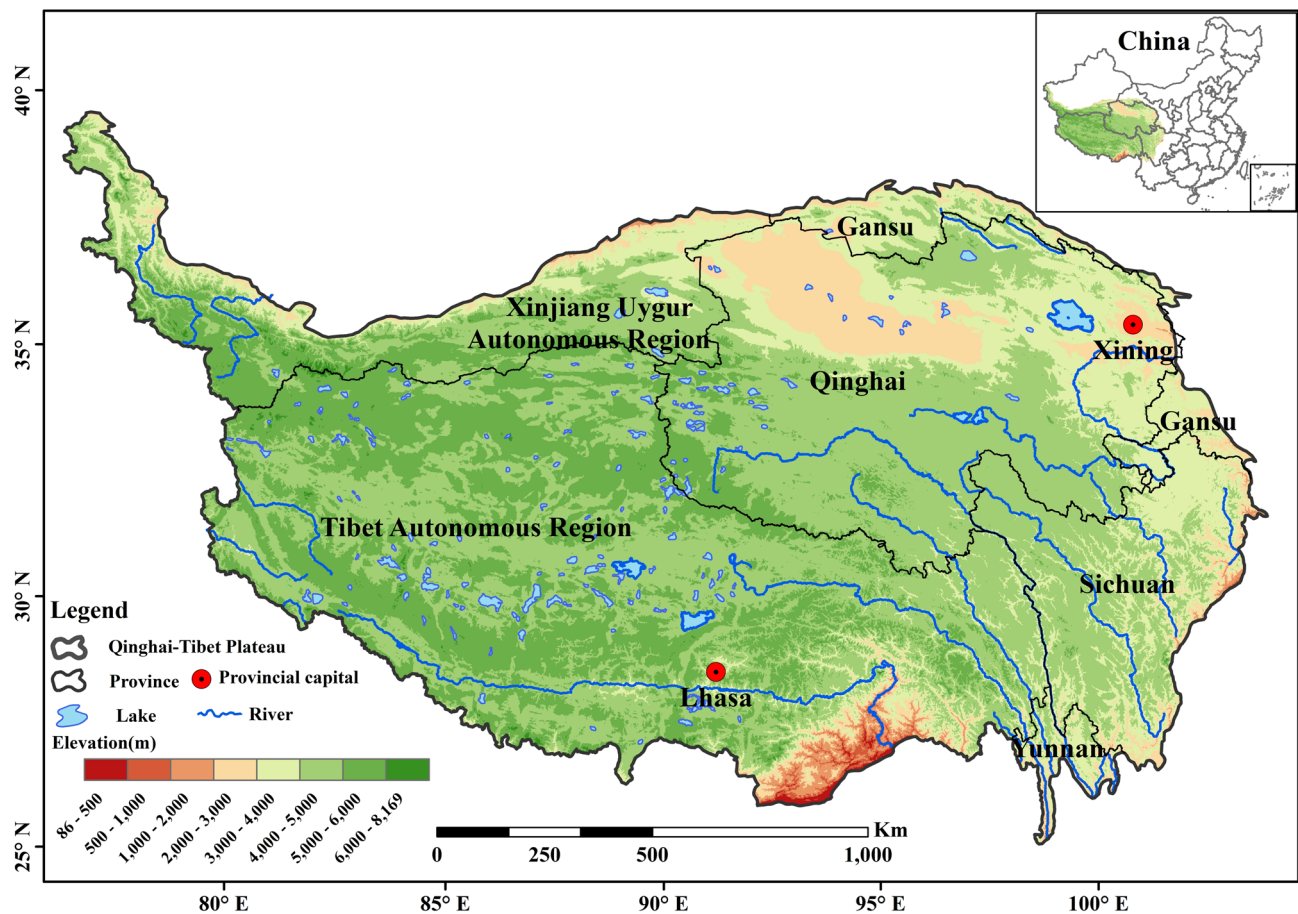 China
40° N
35° N
30° N
25° N
Gansu
Xinjiang Uygur
Autonomous Region
Xining
Qinghai
Gansu
Tibet Autonomous Region
Sichuan
Lhasa
Yunnan
Legend
Qinghai-Tibet Plateau
Province
Provincial capital
Lake
River
Elevation(m)
86 - 500
500 - 1,000
1,000 - 2,000
2,000 - 3,000
3,000 - 4,000
4,000 - 5,000
5,000 - 6,000
6,000 - 8,169
Km
0 250 500 1,000
80° E 85° E 90° E 95° E 100° E